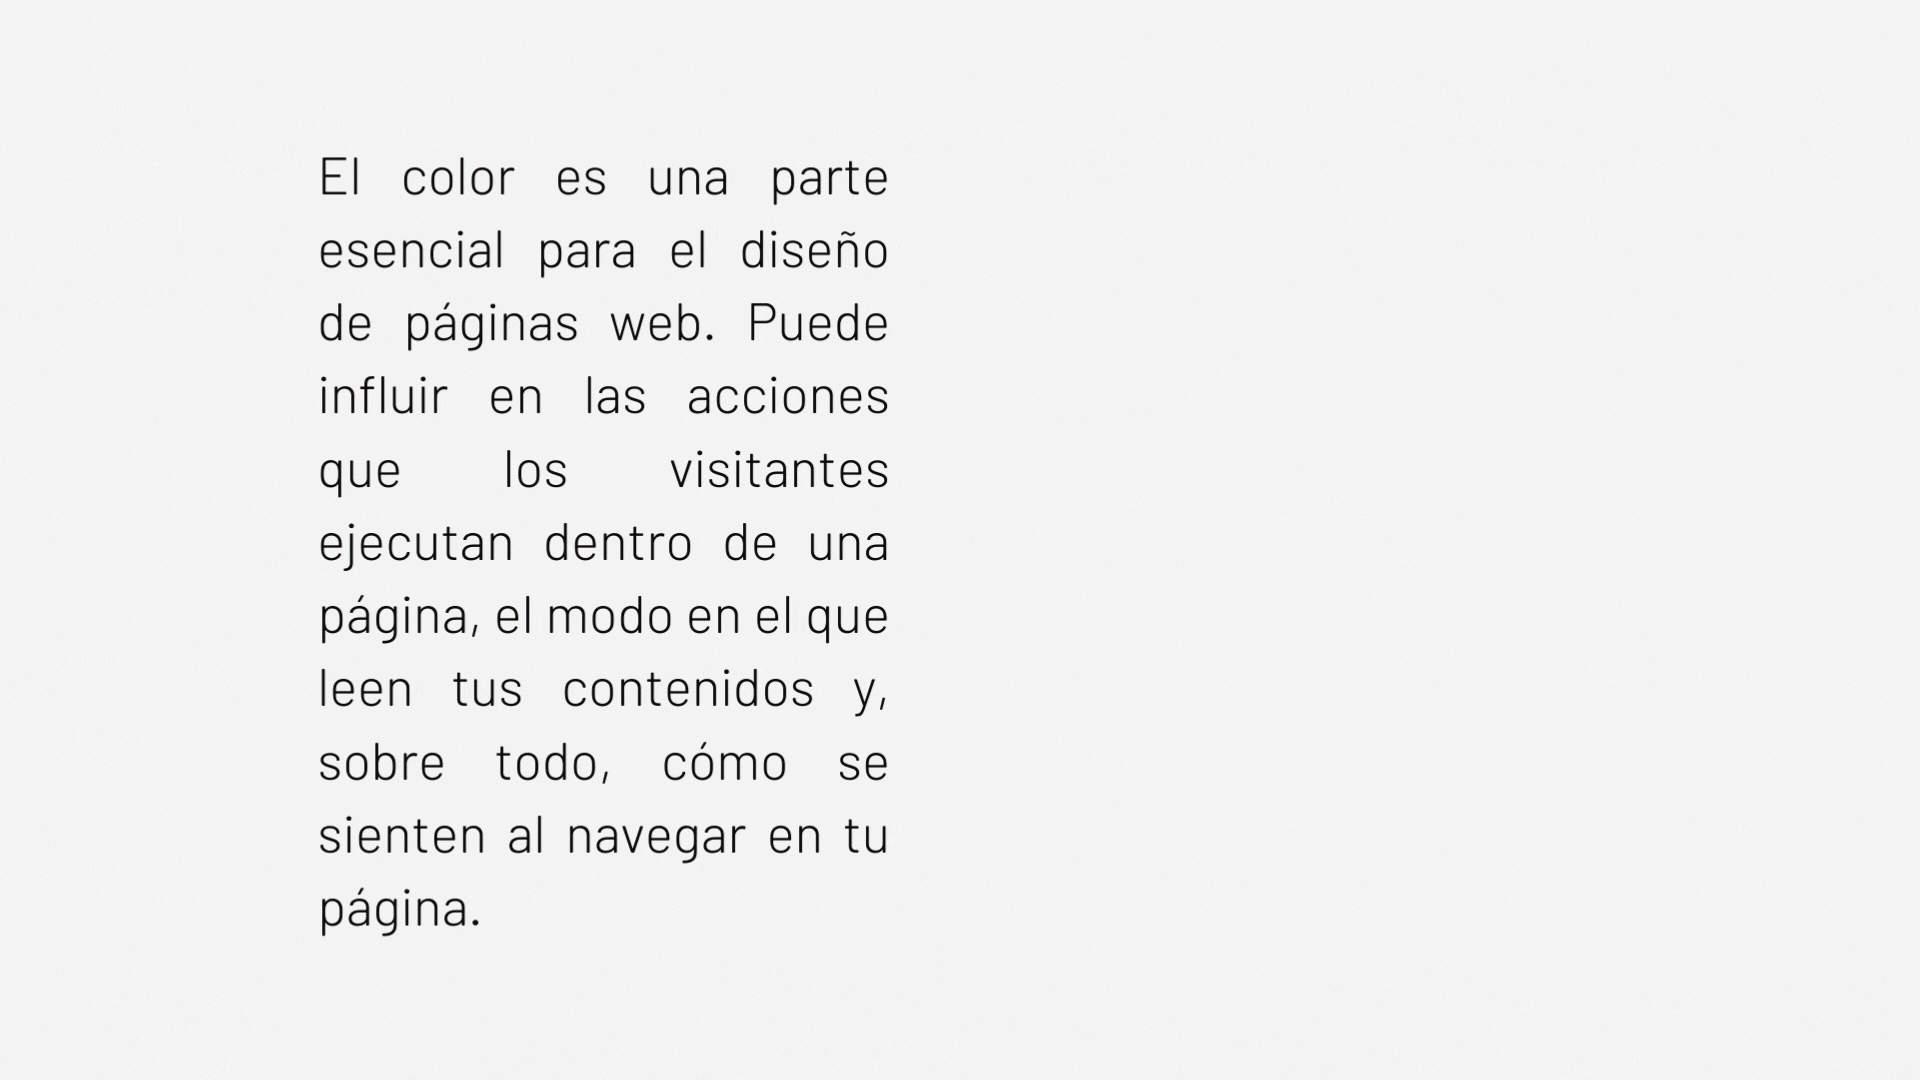 El color es una parte
esencial para el diseño
de páginas web. Puede
influir en las acciones
que los visitantes
ejecutan dentro de una
página, el modo en el que
leen tus contenidos y,
sobre todo, cómo se
sienten al navegar en tu
página.